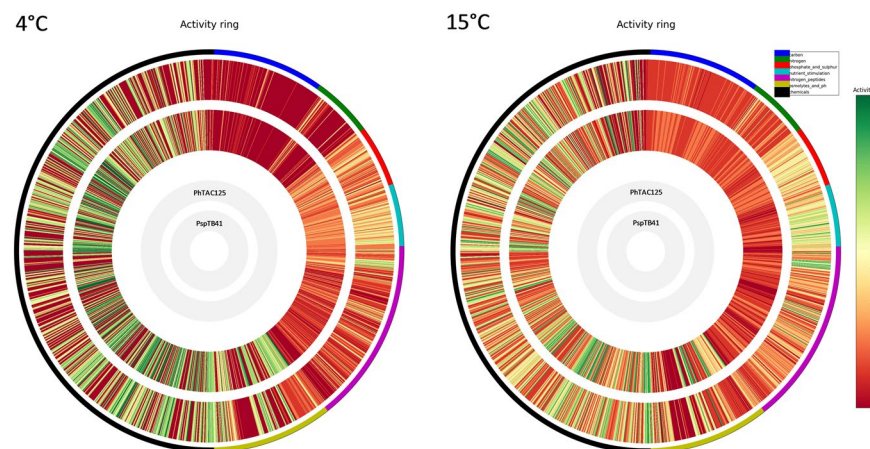 4°C
Activity ring
PhTAC125
PspTB41
15°C
Activity ring
PhTAC125
PspTB41
carbon
nitrogen
phosphate_and_sulphur
nutrient_stimulation
nitrogen_peptides
osmolytes_and_ph
chemicals
Activit